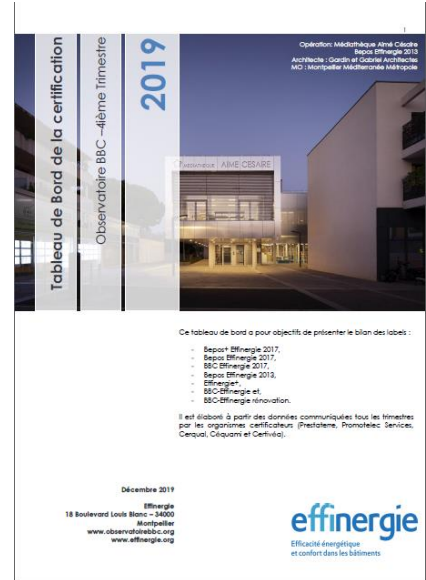 1
Opération: Médiathèque Aimé Césaire
Bepos Effinergie 2013
Architecte : Gardin et Gabriel Architectes
MO : Montpellier Méditerranée Métropole
Tableau de Bord de la certification
Observatoire BBC –4ième Trimestre
2019
MEDIATHEQUE AIME CESAIRE
Ce tableau de bord a pour objectifs de présenter le bilan des labels :
- Bepos+ Effinergie 2017,
- Bepos Effinergie 2017,
- BBC Effinergie 2017,
- Bepos Effinergie 2013,
- Effinergie+,
- BBC-Effinergie et,
- BBC-Effinergie rénovation.
Il est élaboré à partir des données communiquées tous les trimestres
par les organismes certificateurs (Prestaterre, Promotelec Services,
Cerqual, Céquami et Certivéa).
Décembre 2019
Effinergie
18 Boulevard Louis Blanc – 34000
Montpellier
www.observatoirebbc.org
www.effinergie.org
effinergie
Efficacité énergétique
et confort dans les bâtiments